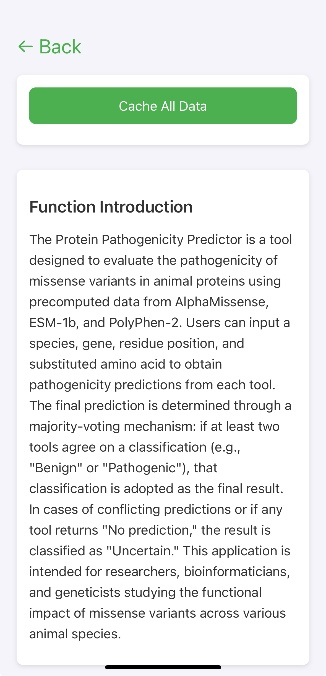 ← Back
Cache All Data
Function Introduction
The Protein Pathogenicity Predictor is a tool
designed to evaluate the pathogenicity of
missense variants in animal proteins using
precomputed data from AlphaMissense,
ESM-1b, and PolyPhen-2. Users can input a
species, gene, residue position, and
substituted amino acid to obtain
pathogenicity predictions from each tool.
The final prediction is determined through a
majority-voting mechanism: if at least two
tools agree on a classification (e.g.,
"Benign" or "Pathogenic"), that
classification is adopted as the final result.
In cases of conflicting predictions or if any
tool returns "No prediction," the result is
classified as "Uncertain." This application is
intended for researchers, bioinformaticians,
and geneticists studying the functional
impact of missense variants across various
animal species.